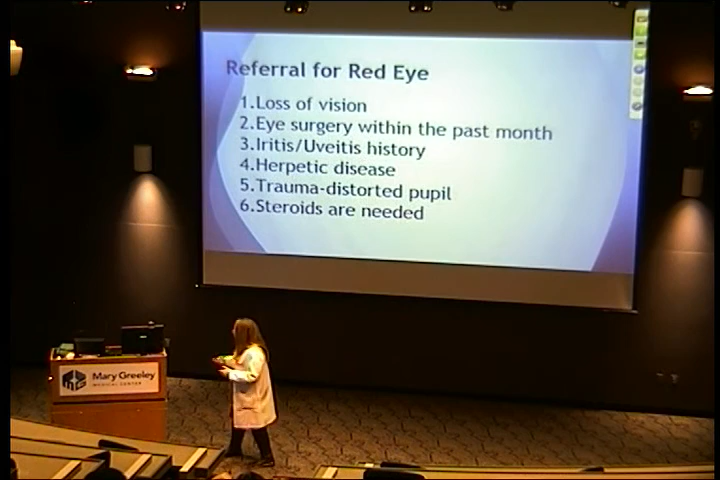 Referral for Red Eye
1.Loss of vision
2.Eye surgery within the past month
3.Iritis/Uveitis history
4.Herpetic disease
5.Trauma-distorted pupil
6.Steroids are needed
Mary Greeley
MEDICAL CENTER